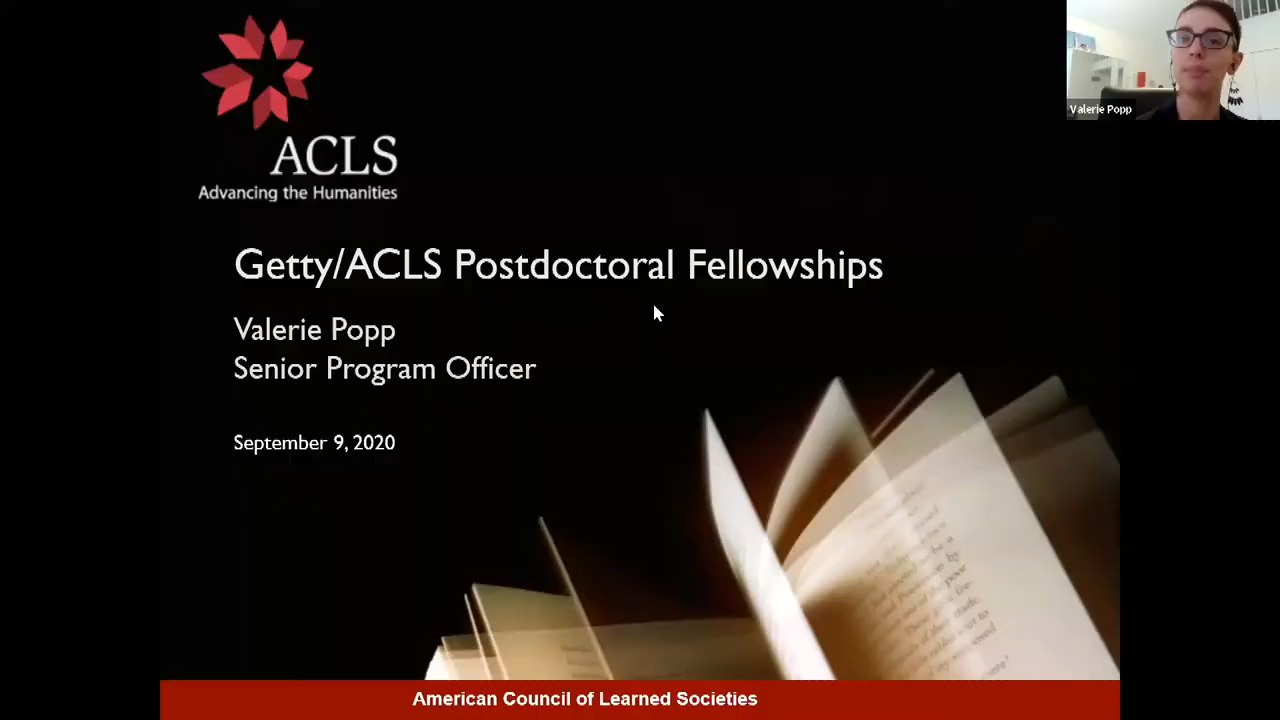 ACLS
Advancing the Humanities
Valerie Popp
Getty/ACLS Postdoctoral Fellowships
Valerie Popp
Senior Program Officer
September 9, 2020
American Council of Learned Societies